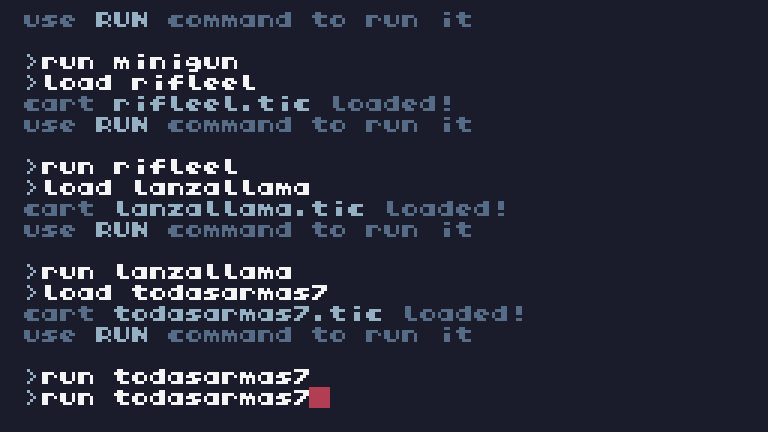 use RUN command to run it
>run minigun
>load rifleel
cart rifleel.tic loaded!
use RUN command to run it
>run rifleel
>load lanzallama
cart lanzallama.tic loaded!
use RUN command to run it
>run lanzallama
>load todasarmas7
cart todasarmas7.tic loaded!
use RUN command to run it
>run todasarmas7
>run todasarmas7